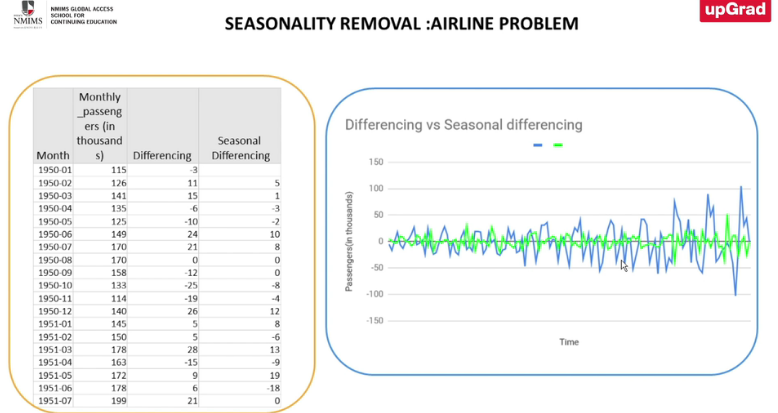 NMIMS GLOBAL ACCESS
SCHOOL FOR
CONTINUING EDUCATION
NMIMS
SEASONALITY REMOVAL :AIRLINE PROBLEM
upGrad
Month Monthly _passengers (in thousands) Differencing Seasonal Differencing
1950-01 115 -3
1950-02 126 11 5
1950-03 141 15 1
1950-04 135 -6 -3
1950-05 125 -10 -2
1950-06 149 24 10
1950-07 170 21 8
1950-08 170 0 0
1950-09 158 -12 0
1950-10 133 -25 -8
1950-11 114 -19 -4
1950-12 140 26 12
1951-01 145 5 8
1951-02 150 5 -6
1951-03 178 28 13
1951-04 163 -15 -9
1951-05 172 9 19
1951-06 178 6 -18
1951-07 199 21 0
Differencing vs Seasonal differencing
Passengers(in thousands)
150
100
50
0
-50
-100
-150
Time